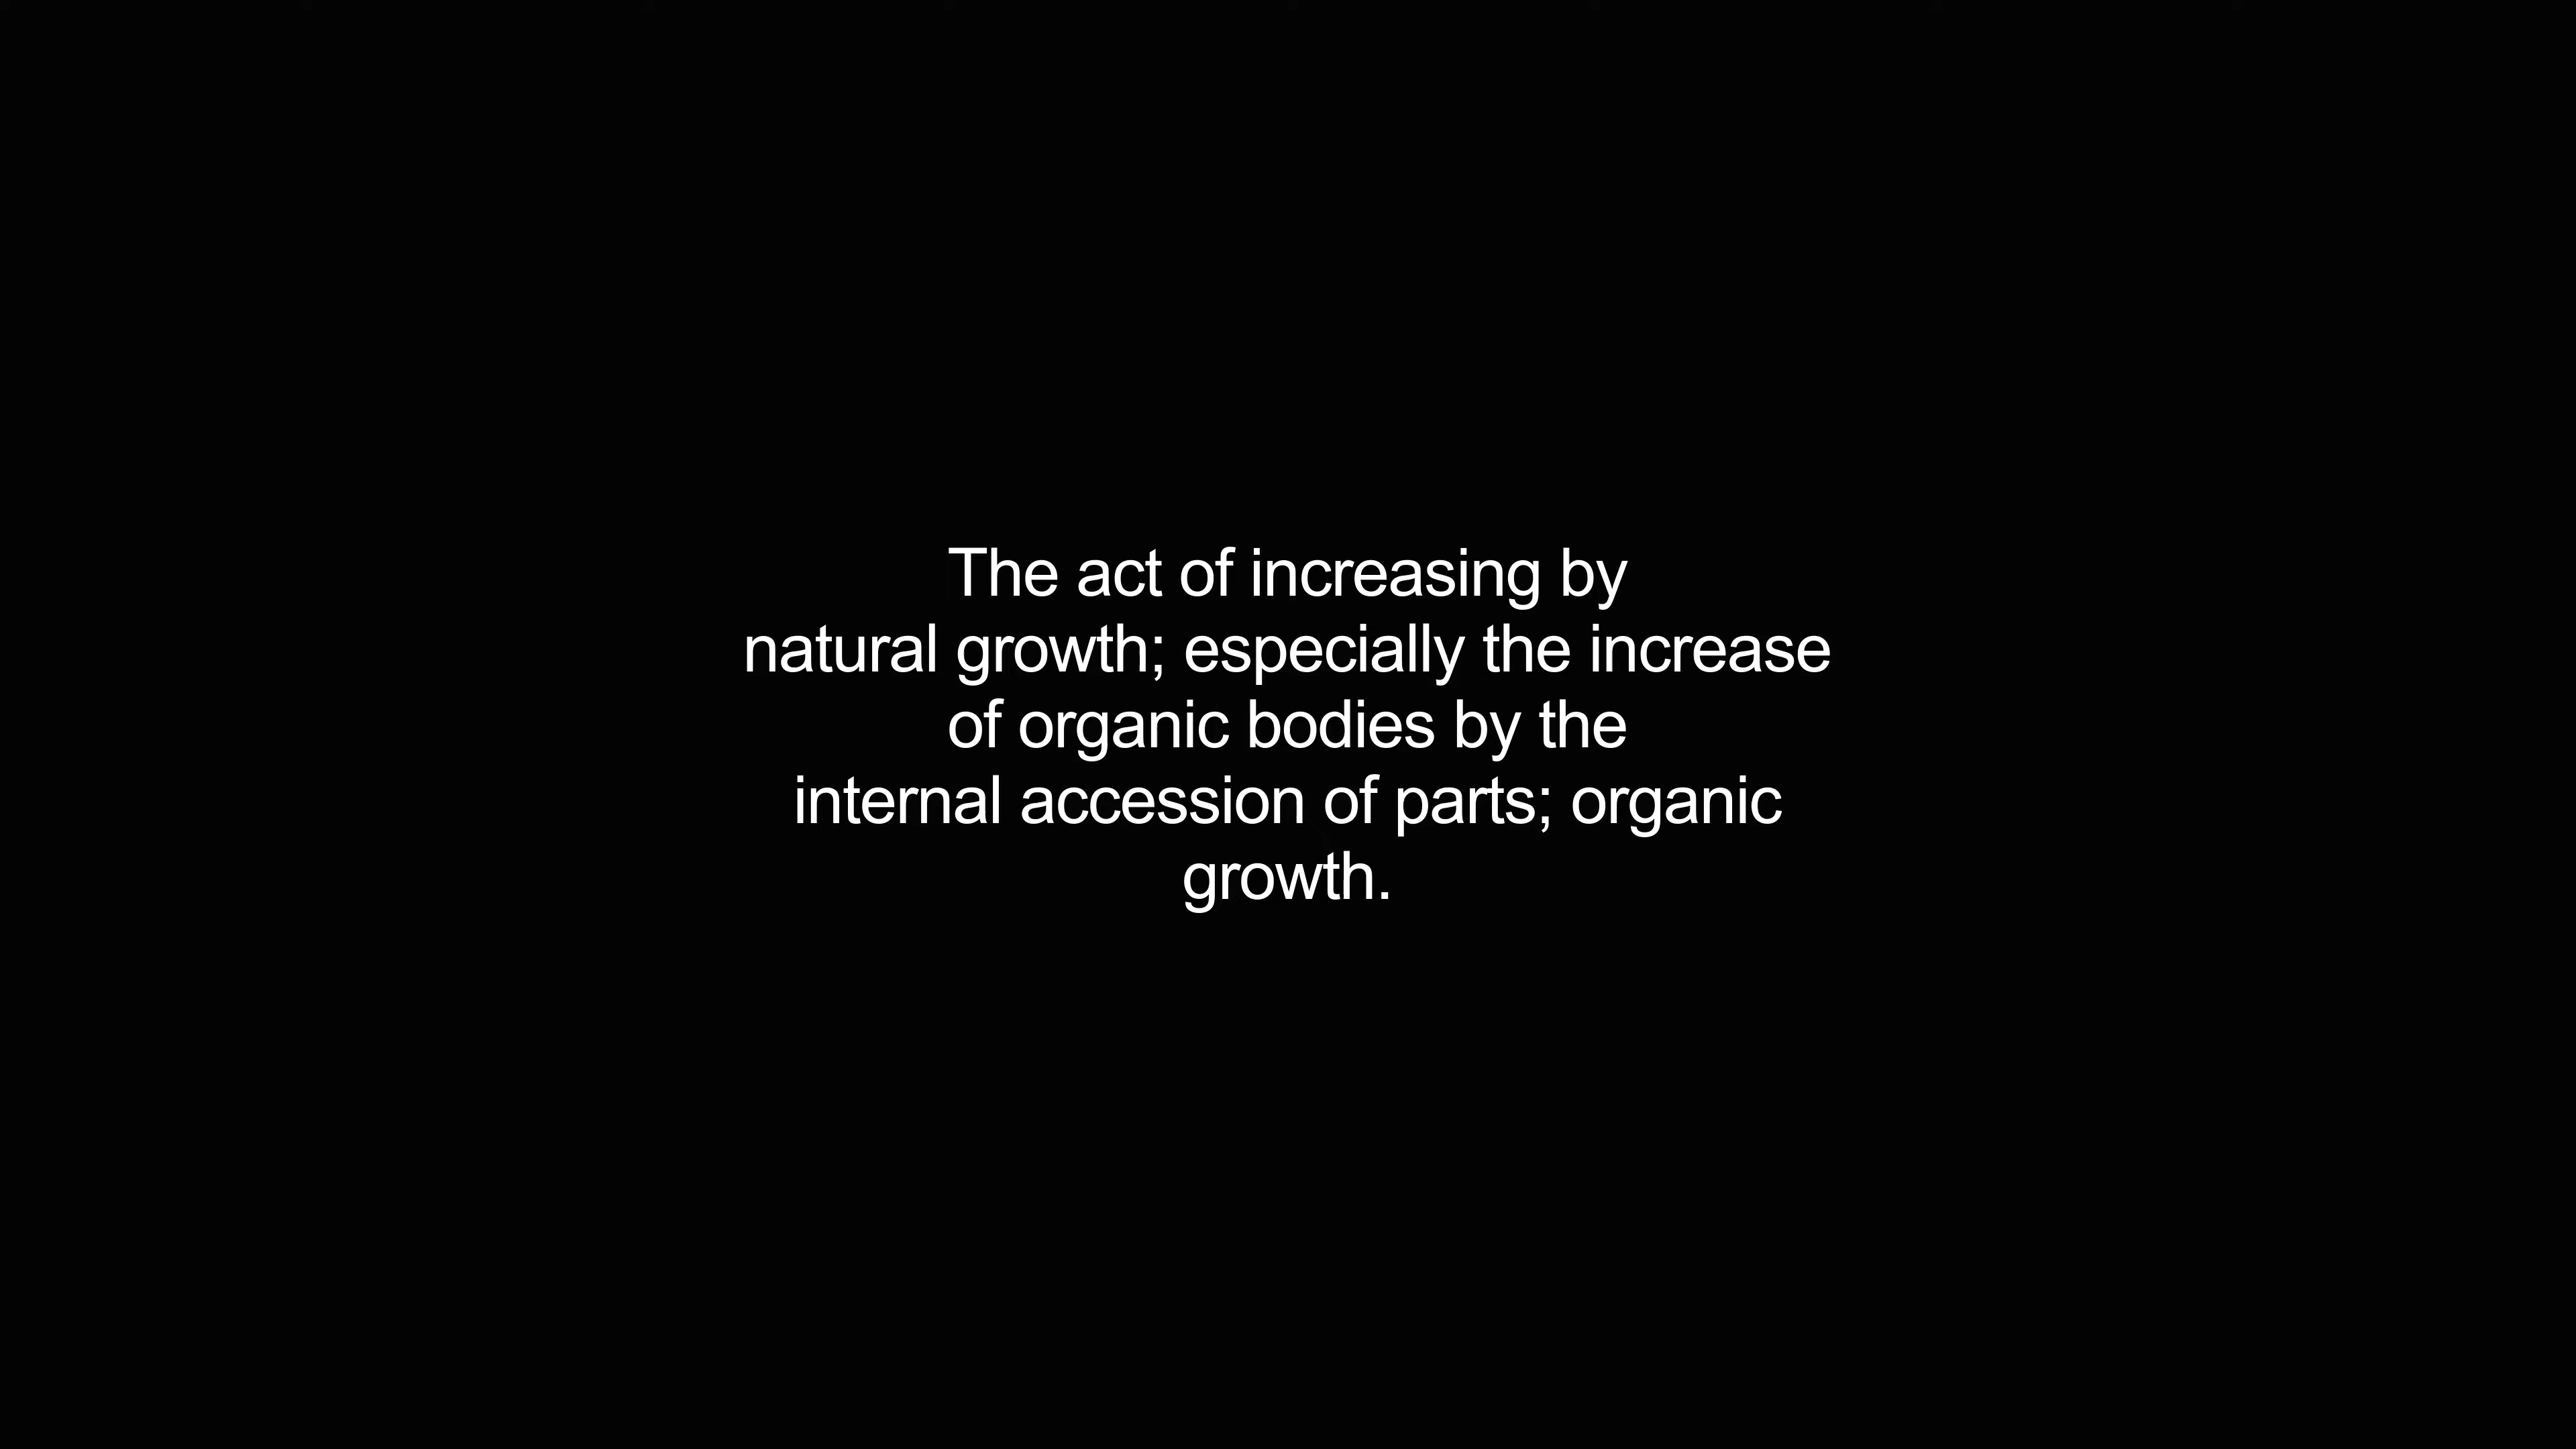 The act of increasing by
natural growth; especially the increase
of organic bodies by the
internal accession of parts; organic
growth.